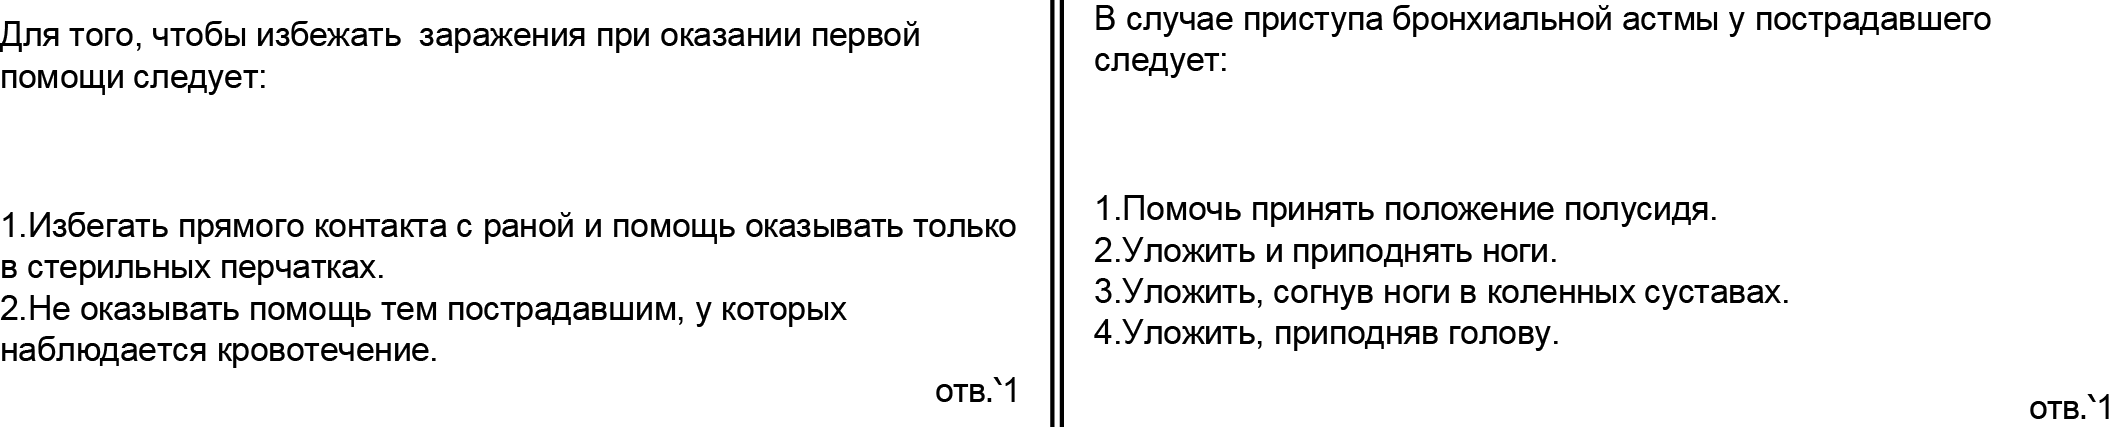 Для того, чтобы избежать  заражения при оказании первой
помощи следует:
1.Избегать прямого контакта с раной и помощь оказывать только
в стерильных перчатках.
2.Не оказывать помощь тем пострадавшим, у которых
наблюдается кровотечение.
отв.`1
В случае приступа бронхиальной астмы у пострадавшего
следует:
1.Помочь принять положение полусидя.
2.Уложить и приподнять ноги.
3.Уложить, согнув ноги в коленных суставах.
4.Уложить, приподняв голову.
отв.`1